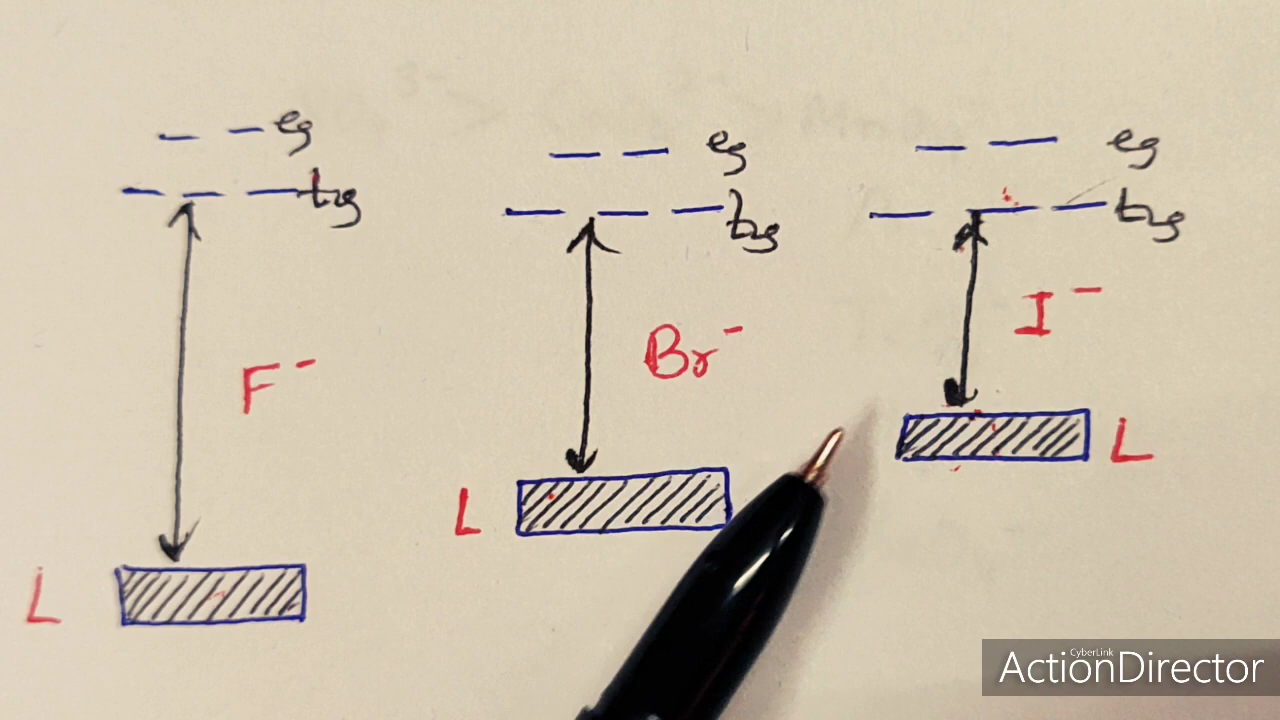 eg
t2g
F⁻
L
eg
t2g
Br⁻
L
eg
t2g
I⁻
L
CyberLink
ActionDirector